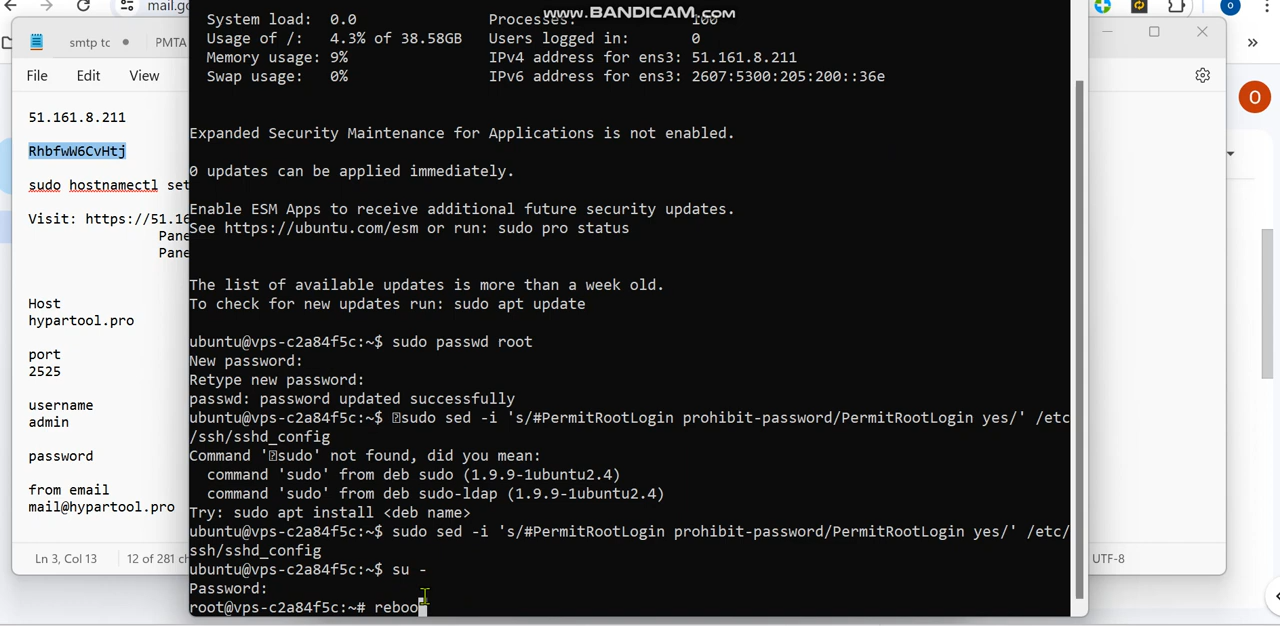 mail.go
www.BANDICAM.com
smtp tc
PMTA
File Edit View
51.161.8.211
RhbfwW6CvHtj
sudo hostnamectl set
Visit: https://51.16
Pane
Pane
Host
hypartool.pro
port
2525
username
admin
password
from email
mail@hypartool.pro
Ln 3, Col 13 12 of 281 ch
System load: 0.0 Processes: 100
Usage of /: 4.3% of 38.58GB Users logged in: 0
Memory usage: 9% IPv4 address for ens3: 51.161.8.211
Swap usage: 0% IPv6 address for ens3: 2607:5300:205:200::36e
Expanded Security Maintenance for Applications is not enabled.
0 updates can be applied immediately.
Enable ESM Apps to receive additional future security updates.
See https://ubuntu.com/esm or run: sudo pro status
The list of available updates is more than a week old.
To check for new updates run: sudo apt update
ubuntu@vps-c2a84f5c:~$ sudo passwd root
New password:
Retype new password:
passwd: password updated successfully
ubuntu@vps-c2a84f5c:~$ sudo sed -i 's/#PermitRootLogin prohibit-password/PermitRootLogin yes/' /etc
/ssh/sshd_config
Command 'sudo' not found, did you mean:
command 'sudo' from deb sudo (1.9.9-1ubuntu2.4)
command 'sudo' from deb sudo-ldap (1.9.9-1ubuntu2.4)
Try: sudo apt install <deb name>
ubuntu@vps-c2a84f5c:~$ sudo sed -i 's/#PermitRootLogin prohibit-password/PermitRootLogin yes/' /etc/
ssh/sshd_config
ubuntu@vps-c2a84f5c:~$ su -
Password:
root@vps-c2a84f5c:~# reboo
UTF-8
O
O